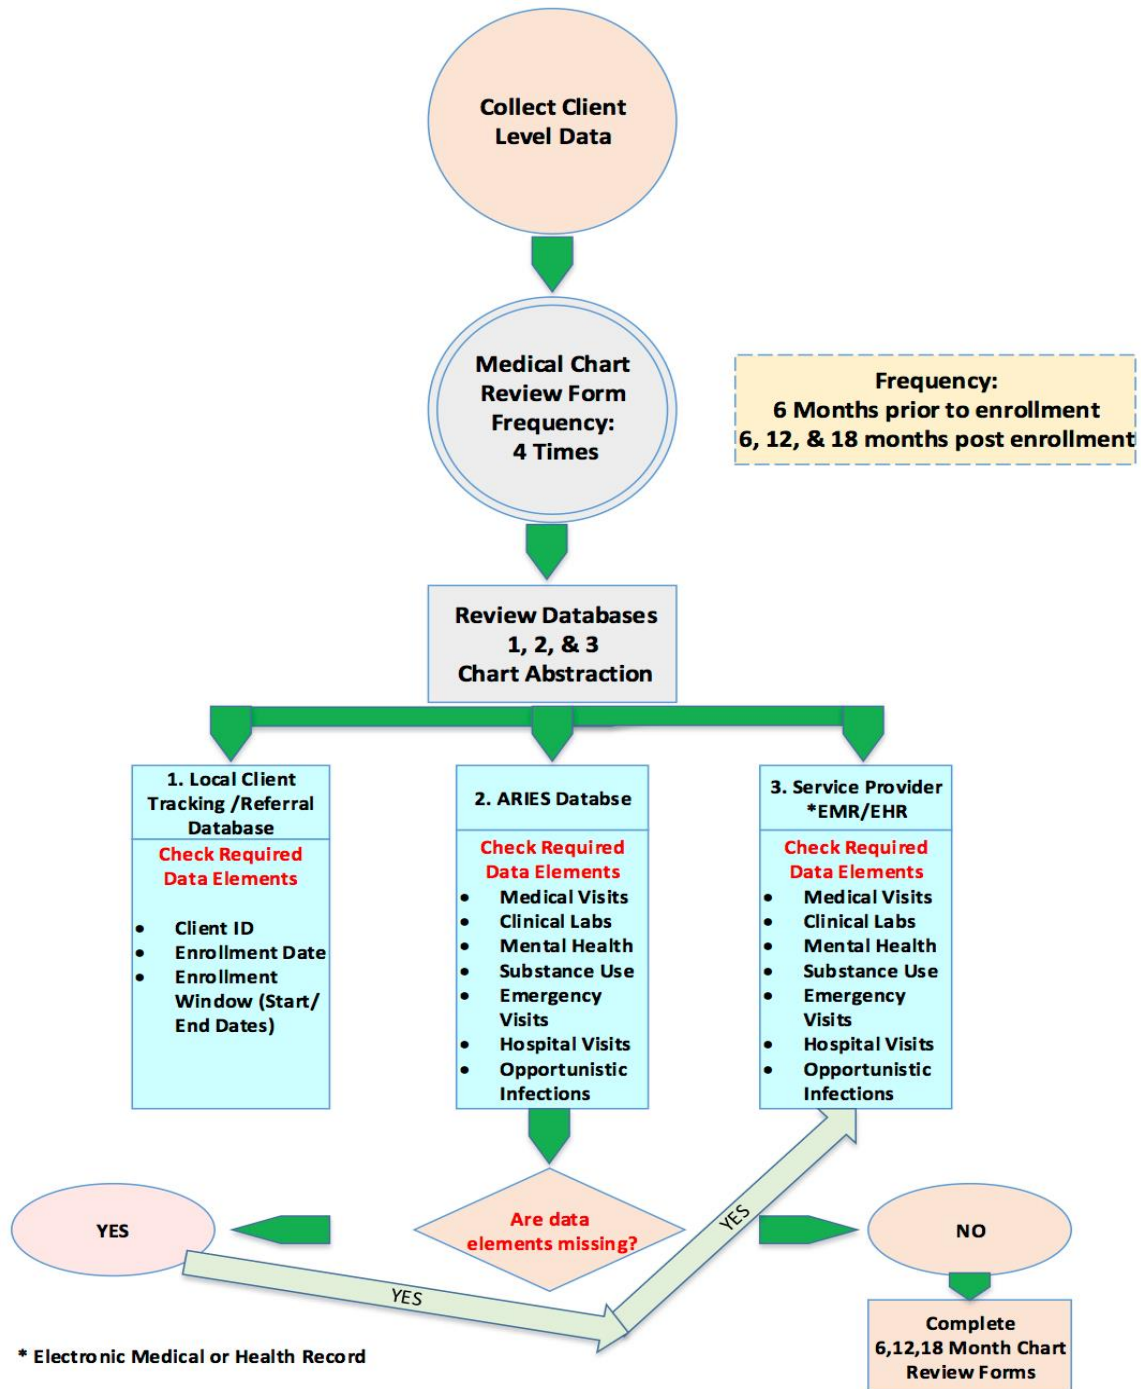 Collect Client
Level Data
Medical Chart
Review Form
Frequency:
4 Times
Frequency:
6 Months prior to enrollment
6, 12, & 18 months post enrollment
Review Databases
1, 2, & 3
Chart Abstraction
1. Local Client
Tracking /Referral
Database
Check Required
Data Elements
• Client ID
• Enrollment Date
• Enrollment
Window (Start/
End Dates)
2. ARIES Databse
Check Required
Data Elements
• Medical Visits
• Clinical Labs
• Mental Health
• Substance Use
• Emergency
Visits
• Hospital Visits
• Opportunistic
Infections
3. Service Provider
*EMR/EHR
Check Required
Data Elements
• Medical Visits
• Clinical Labs
• Mental Health
• Substance Use
• Emergency
Visits
• Hospital Visits
• Opportunistic
Infections
YES
Are data
elements missing?
YES
NO
YES
Complete
6,12,18 Month Chart
Review Forms
* Electronic Medical or Health Record